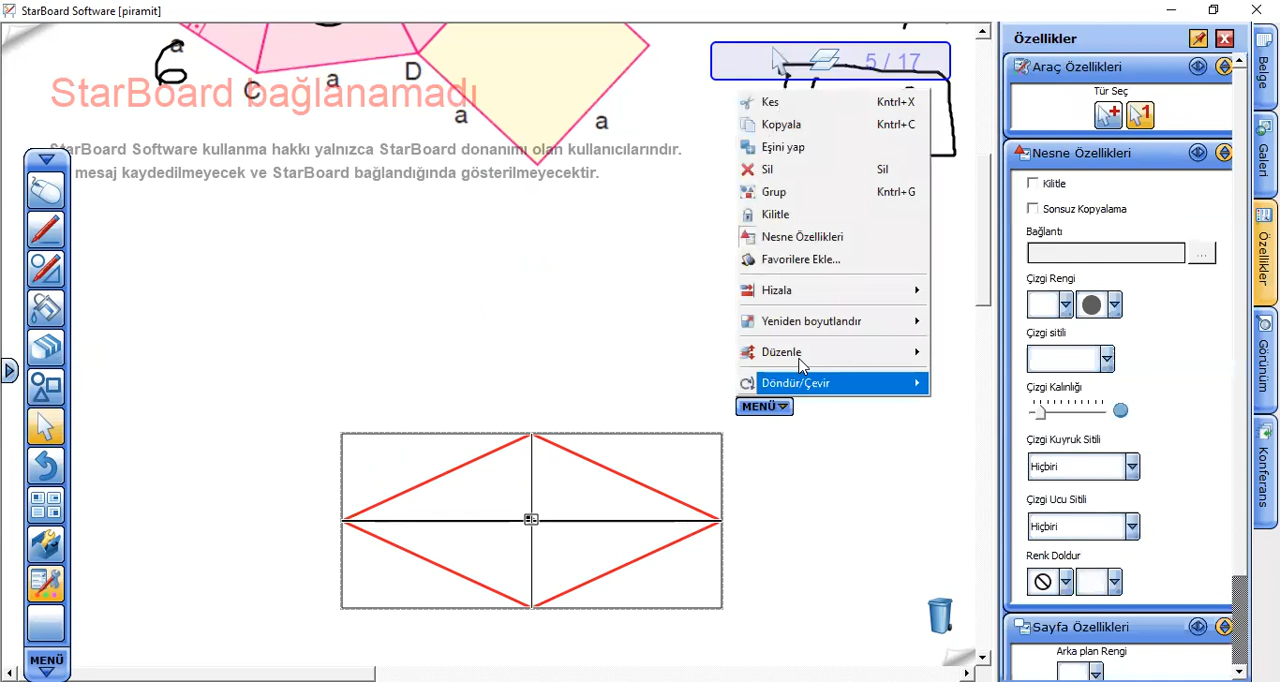 StarBoard Software [piramit]
a
C
a
D
a
a
StarBoard bağlanamadı
StarBoard Software kullanma hakkı yalnızca StarBoard donanımı olan kullanıcılarındır.
mesaj kaydedilmeyecek ve StarBoard bağlandığında gösterilmeyecektir.
5 / 17
Kes Kntrl+X
Kopyala Kntrl+C
Eşini yap
Sil Sil
Grup Kntrl+G
Kilitle
Nesne Özellikleri
Favorilere Ekle...
Hizala
Yeniden boyutlandır
Düzenle
Döndür/Çevir
MENÜ
MENÜ
Özellikler
Araç Özellikleri
Tür Seç
1
Nesne Özellikleri
Kilitle
Sonsuz Kopyalama
Bağlantı
...
Çizgi Rengi
Çizgi sitili
Çizgi Kalınlığı
Çizgi Kuyruk Sitili
Hiçbiri
Çizgi Ucu Sitili
Hiçbiri
Renk Doldur
Sayfa Özellikleri
Arka plan Rengi
Belge
Galeri
Özellikler
Görünüm
Konferans